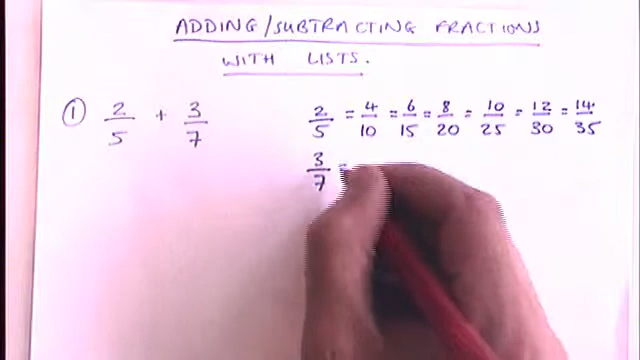 ADDING/SUBTRACTING FRACTIONS
WITH LISTS.
① 2/5 + 3/7
2/5 = 4/10 = 6/15 = 8/20 = 10/25 = 12/30 = 14/35
3/7 =